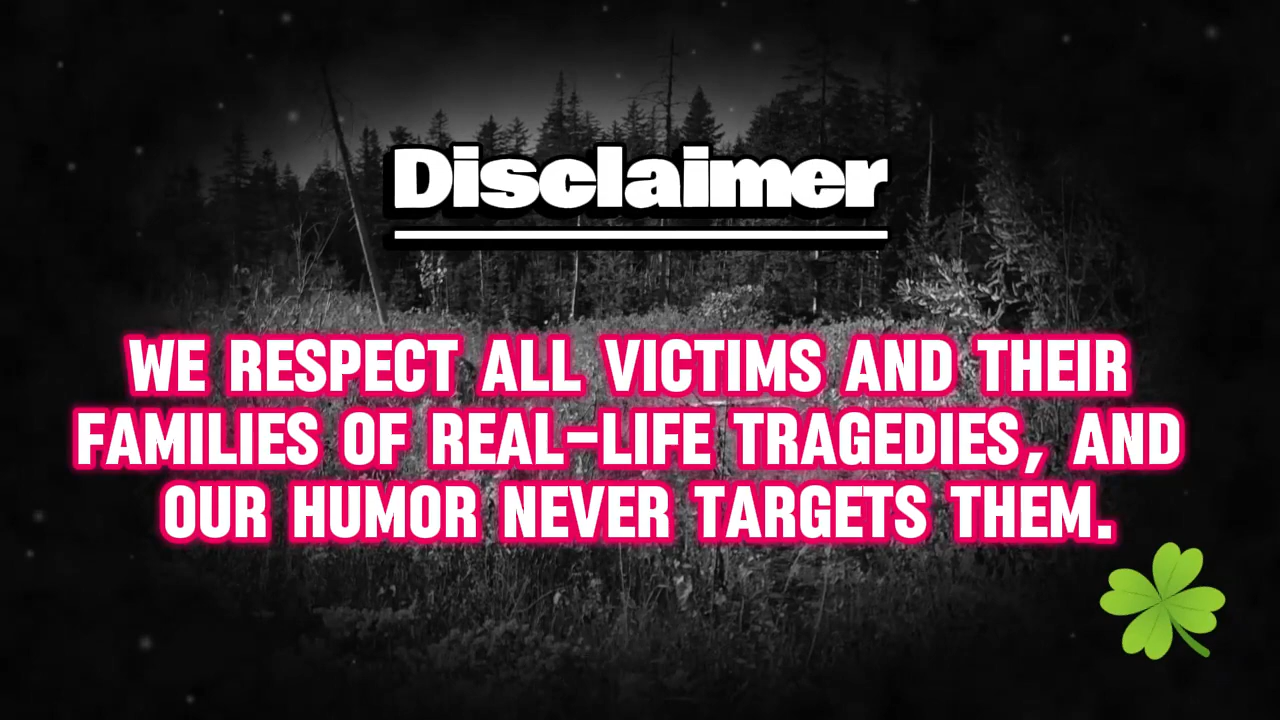 Disclaimer
WE RESPECT ALL VICTIMS AND THEIR
FAMILIES OF REAL-LIFE TRAGEDIES, AND
OUR HUMOR NEVER TARGETS THEM.